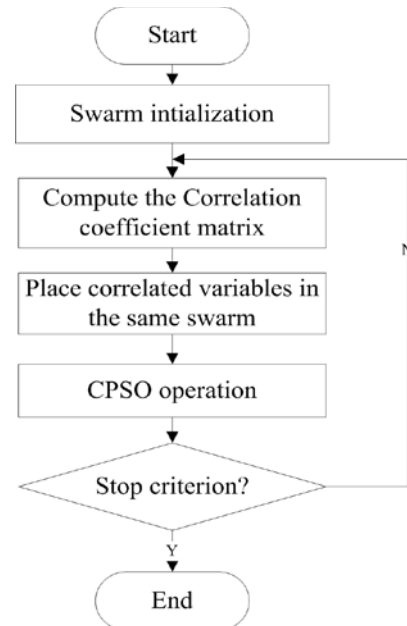 Start
Swarm intialization
Compute the Correlation
coefficient matrix
N
Place correlated variables in
the same swarm
CPSO operation
Stop criterion?
Y
End